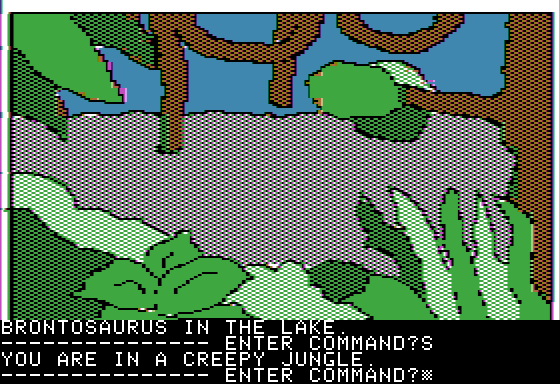 BRONTOSAURUS IN THE LAKE.
--------------- ENTER COMMAND?S
YOU ARE IN A CREEPY JUNGLE.
--------------- ENTER COMMAND?